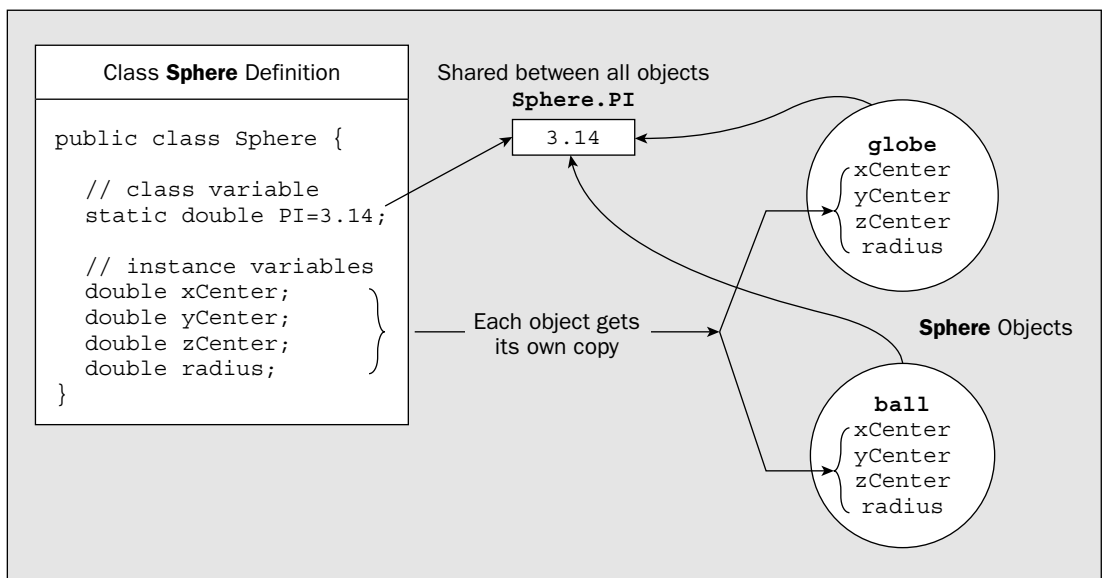 Class Sphere Definition
public class Sphere {
// class variable
static double PI=3.14;
// instance variables
double xCenter;
double yCenter;
double zCenter;
double radius;
}
Shared between all objects
Sphere.PI
3.14
Each object gets
its own copy
globe
xCenter
yCenter
zCenter
radius
Sphere Objects
ball
xCenter
yCenter
zCenter
radius